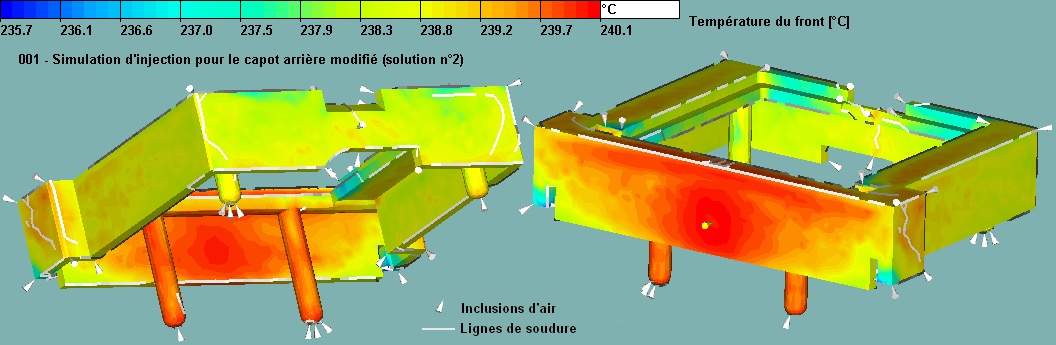 °C
235.7 236.1 236.6 237.0 237.5 237.9 238.3 238.8 239.2 239.7 240.1
Température du front [°C]
001 - Simulation d'injection pour le capot arrière modifié (solution n°2)
Inclusions d'air
Lignes de soudure